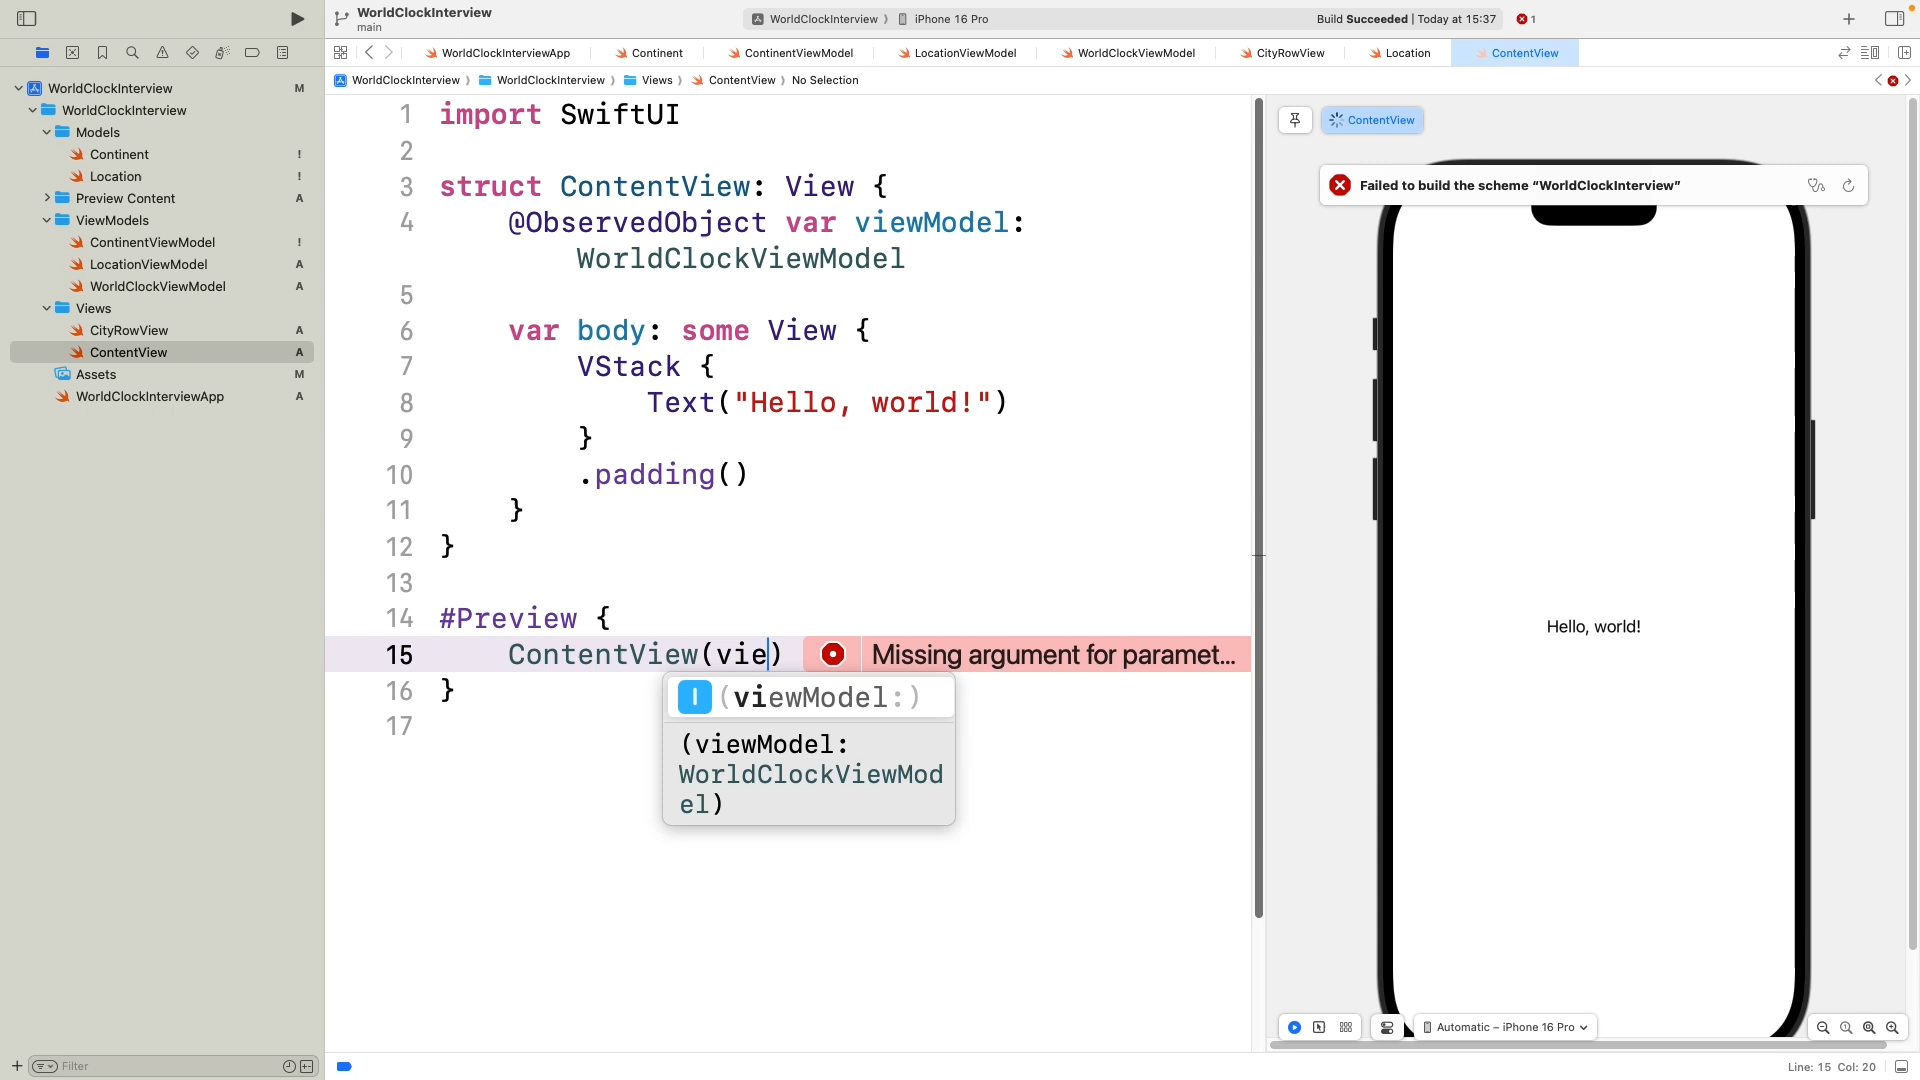 WorldClockInterview
main
WorldClockInterview 〉 iPhone 16 Pro
Build Succeeded | Today at 15:37
1
WorldClockInterviewApp
Continent
ContinentViewModel
LocationViewModel
WorldClockViewModel
CityRowView
Location
ContentView
WorldClockInterview 〉 WorldClockInterview 〉 Views 〉 ContentView 〉 No Selection
WorldClockInterview M
WorldClockInterview
Models
Continent !
Location !
Preview Content A
ViewModels
ContinentViewModel !
LocationViewModel A
WorldClockViewModel A
Views
CityRowView A
ContentView A
Assets M
WorldClockInterviewApp A
Filter
1 import SwiftUI
2
3 struct ContentView: View {
4 @ObservedObject var viewModel:
WorldClockViewModel
5
6 var body: some View {
7 VStack {
8 Text("Hello, world!")
9 }
10 .padding()
11 }
12 }
13
14 #Preview {
15 ContentView(vie) Missing argument for paramet...
16 }
17
I (viewModel:)
(viewModel:
WorldClockViewMod
el)
ContentView
Failed to build the scheme “WorldClockInterview”
Hello, world!
Automatic – iPhone 16 Pro
Line: 15 Col: 20